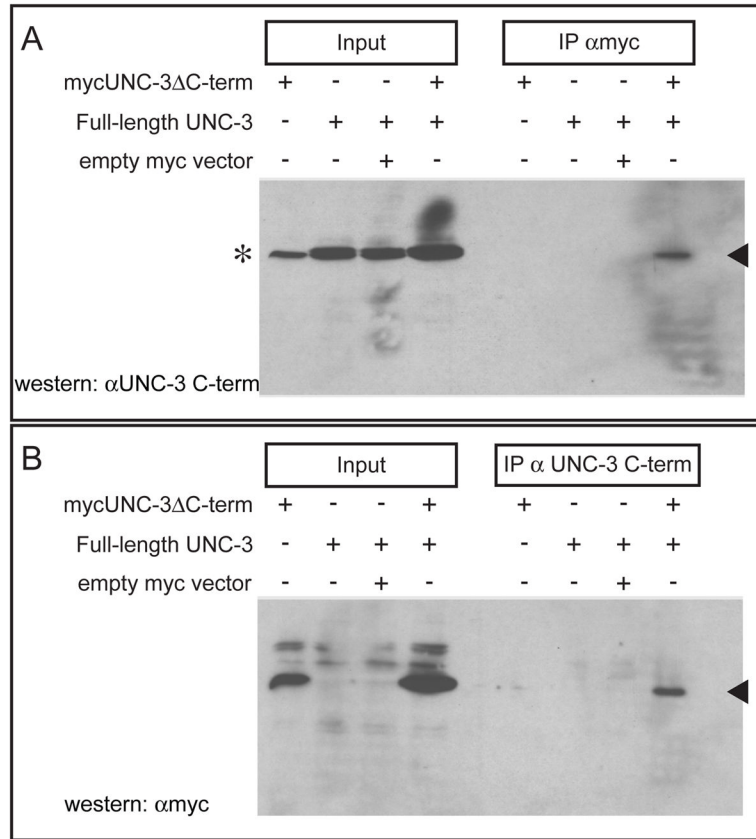 A
Input IP αmyc
mycUNC-3ΔC-term + - - + + - - +
Full-length UNC-3 - + + + - + + +
empty myc vector - - + - - - + -
*
western: αUNC-3 C-term
B
Input IP α UNC-3 C-term
mycUNC-3ΔC-term + - - + + - - +
Full-length UNC-3 - + + + - + + +
empty myc vector - - + - - - + -
western: αmyc